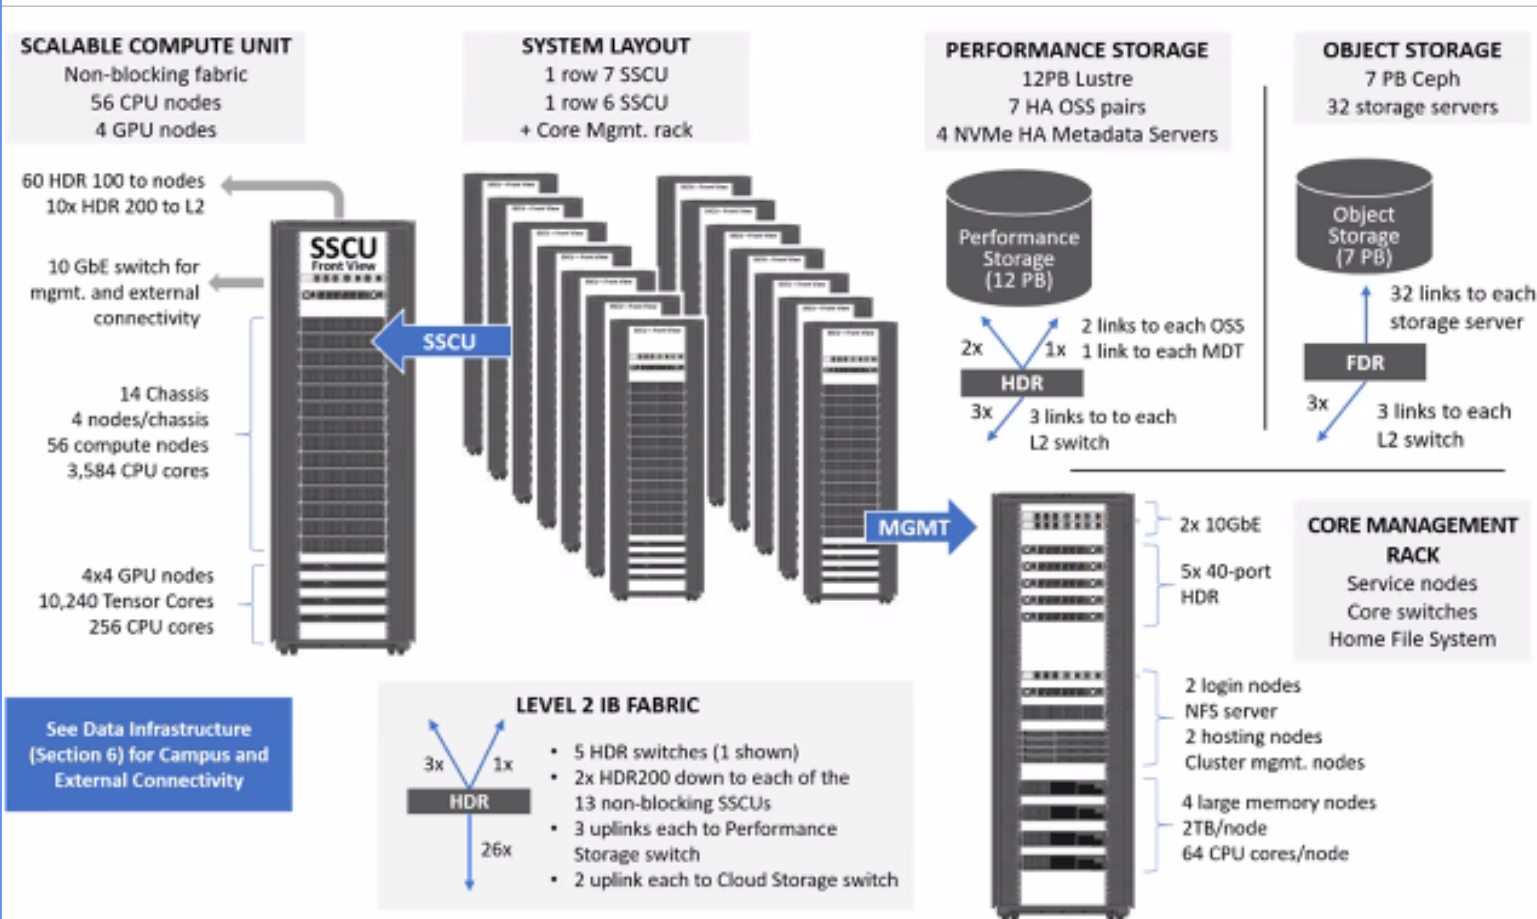 SCALABLE COMPUTE UNIT
Non-blocking fabric
56 CPU nodes
4 GPU nodes
60 HDR 100 to nodes
10x HDR 200 to L2
SSCU
Front View
10 GbE switch for
mgmt. and external
connectivity
14 Chassis
4 nodes/chassis
56 compute nodes
3,584 CPU cores
4x4 GPU nodes
10,240 Tensor Cores
256 CPU cores
See Data Infrastructure
(Section 6) for Campus and
External Connectivity
SYSTEM LAYOUT
1 row 7 SSCU
1 row 6 SSCU
+ Core Mgmt. rack
SSCU
MGMT
LEVEL 2 IB FABRIC
3x
1x
HDR
26x
• 5 HDR switches (1 shown)
• 2x HDR200 down to each of the
13 non-blocking SSCUs
• 3 uplinks each to Performance
Storage switch
• 2 uplink each to Cloud Storage switch
PERFORMANCE STORAGE
12PB Lustre
7 HA OSS pairs
4 NVMe HA Metadata Servers
Performance
Storage
(12 PB)
2x
1x
2 links to each OSS
1 link to each MDT
HDR
3x
3 links to to each
L2 switch
OBJECT STORAGE
7 PB Ceph
32 storage servers
Object
Storage
(7 PB)
32 links to each
storage server
FDR
3x
3 links to each
L2 switch
2x 10GbE
5x 40-port
HDR
2 login nodes
NFS server
2 hosting nodes
Cluster mgmt. nodes
4 large memory nodes
2TB/node
64 CPU cores/node
CORE MANAGEMENT
RACK
Service nodes
Core switches
Home File System